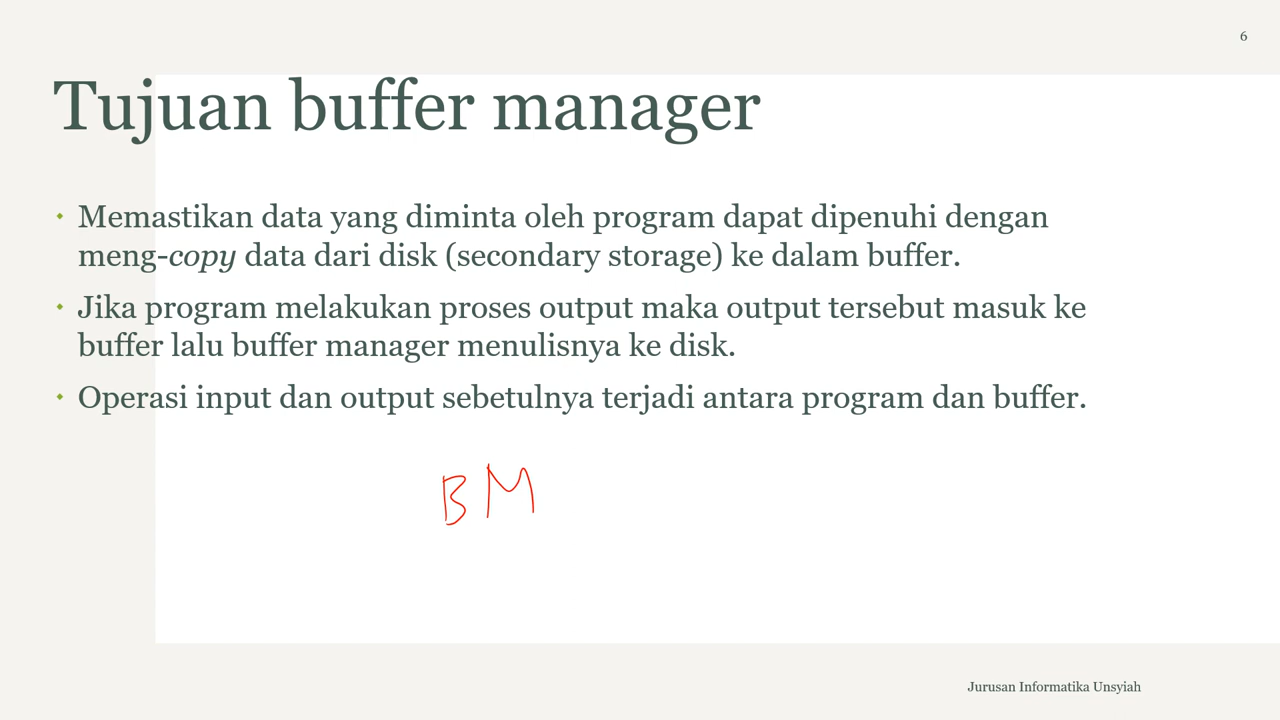 6
Tujuan buffer manager
Memastikan data yang diminta oleh program dapat dipenuhi dengan
meng-copy data dari disk (secondary storage) ke dalam buffer.
Jika program melakukan proses output maka output tersebut masuk ke
buffer lalu buffer manager menulisnya ke disk.
Operasi input dan output sebetulnya terjadi antara program dan buffer.
BM
Jurusan Informatika Unsyiah